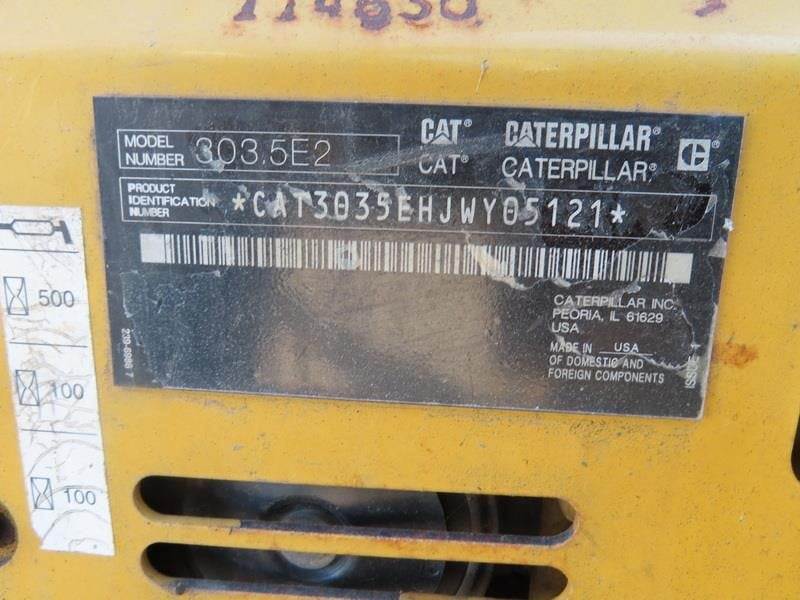 114630
MODEL NUMBER 303.5E2
CAT® CATERPILLAR®
CAT® CATERPILLAR®
C
PRODUCT IDENTIFICATION NUMBER *CAT3035EHJWY05121*
500
100
100
CATERPILLAR INC.
PEORIA, IL 61629
USA
MADE IN USA
OF DOMESTIC AND
FOREIGN COMPONENTS